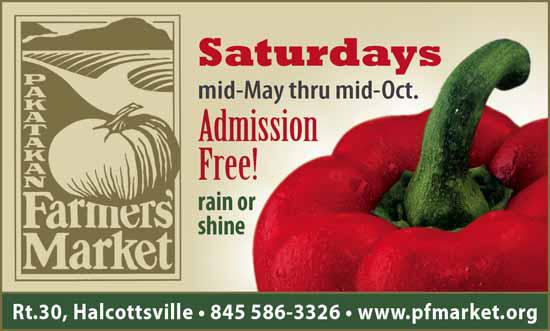 PAKATAKAN
Farmers'
Market
Saturdays
mid-May thru mid-Oct.
Admission
Free!
rain or
shine
Rt.30, Halcottsville • 845 586-3326 • www.pfmarket.org